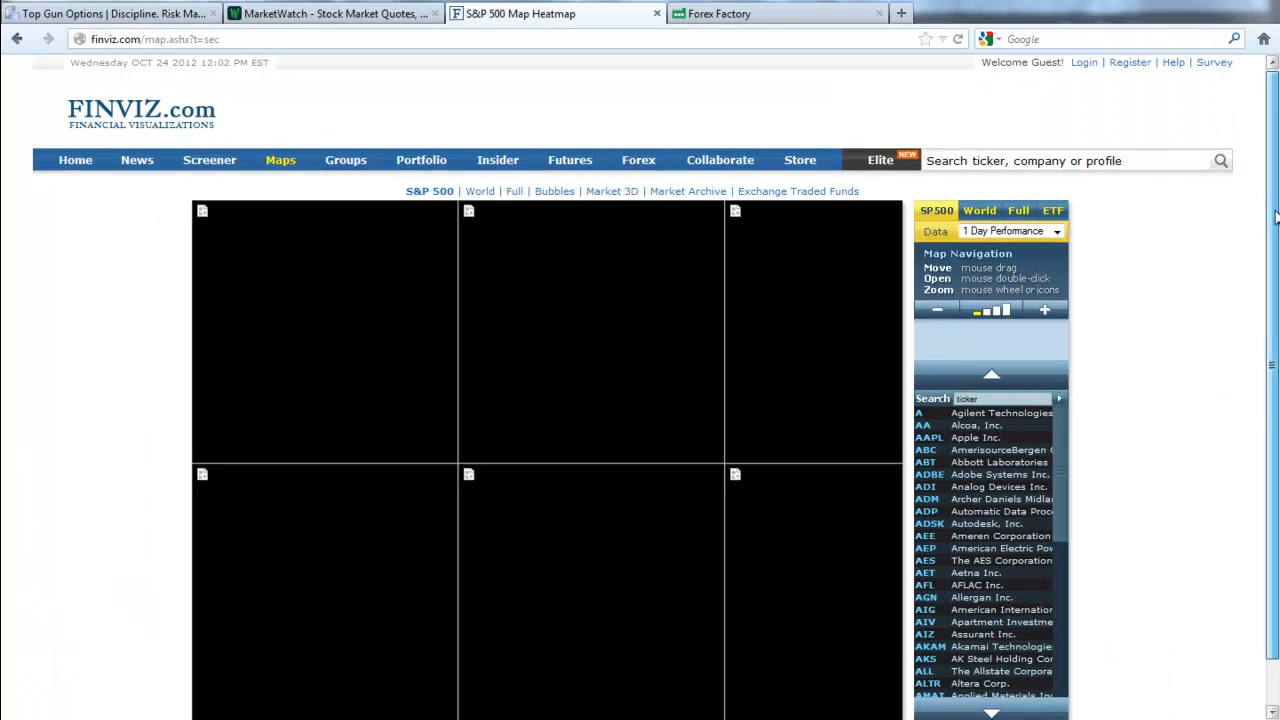 Top Gun Options | Discipline. Risk Ma...
MarketWatch - Stock Market Quotes, ...
S&P 500 Map Heatmap
Forex Factory
finviz.com/map.ashx?t=sec
Google
Wednesday OCT 24 2012 12:02 PM EST
Welcome Guest! Login | Register | Help | Survey
FINVIZ.com
FINANCIAL VISUALIZATIONS
Home News Screener Maps Groups Portfolio Insider Futures Forex Collaborate Store Elite NEW Search ticker, company or profile
S&P 500 | World | Full | Bubbles | Market 3D | Market Archive | Exchange Traded Funds
SP500 World Full ETF
Data 1 Day Performance
Map Navigation
Move mouse drag
Open mouse double-click
Zoom mouse wheel or icons
Search ticker
A Agilent Technologies
AA Alcoa, Inc.
AAPL Apple Inc.
ABC AmerisourceBergen C
ABT Abbott Laboratories
ADBE Adobe Systems Inc.
ADI Analog Devices Inc.
ADM Archer Daniels Midla
ADP Automatic Data Proc
ADSK Autodesk, Inc.
AEE Ameren Corporation
AEP American Electric Pow
AES The AES Corporation
AET Aetna Inc.
AFL AFLAC Inc.
AGN Allergan Inc.
AIG American Internation
AIV Apartment Investme
AIZ Assurant Inc.
AKAM Akamai Technologie
AKS AK Steel Holding Cor
ALL The Allstate Corpora
ALTR Altera Corp.
AMAT Applied Materials Inc